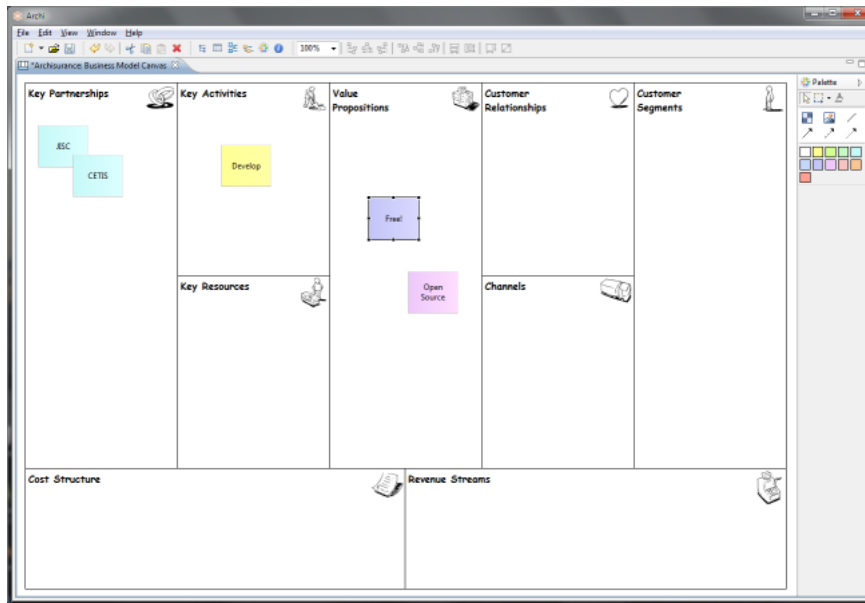 Archi
File Edit View Window Help
100%
*Archisurance: Business Model Canvas
Palette
Key Partnerships
Key Activities
Value
Propositions
Customer
Relationships
Customer
Segments
JISC
CETIS
Develop
Free!
Open
Source
Key Resources
Channels
Cost Structure
Revenue Streams